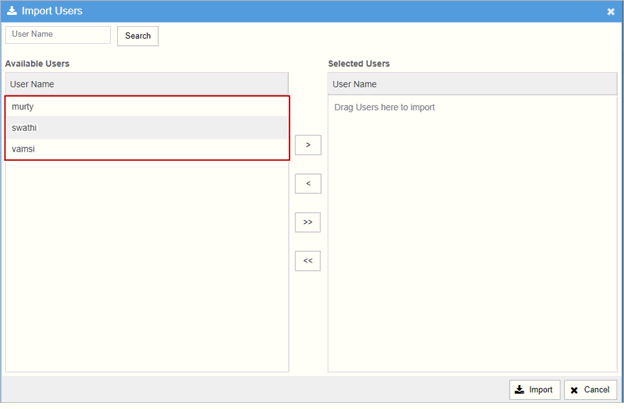 Import Users
User Name
Search
Available Users
Selected Users
User Name
User Name
murty
swathi
vamsi
Drag Users here to import
>
<
>>
<<
Import
Cancel